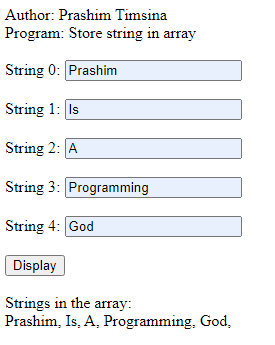 Author: Prashim Timsina
Program: Store string in array
String 0: Prashim
String 1: Is
String 2: A
String 3: Programming
String 4: God
Display
Strings in the array:
Prashim, Is, A, Programming, God,